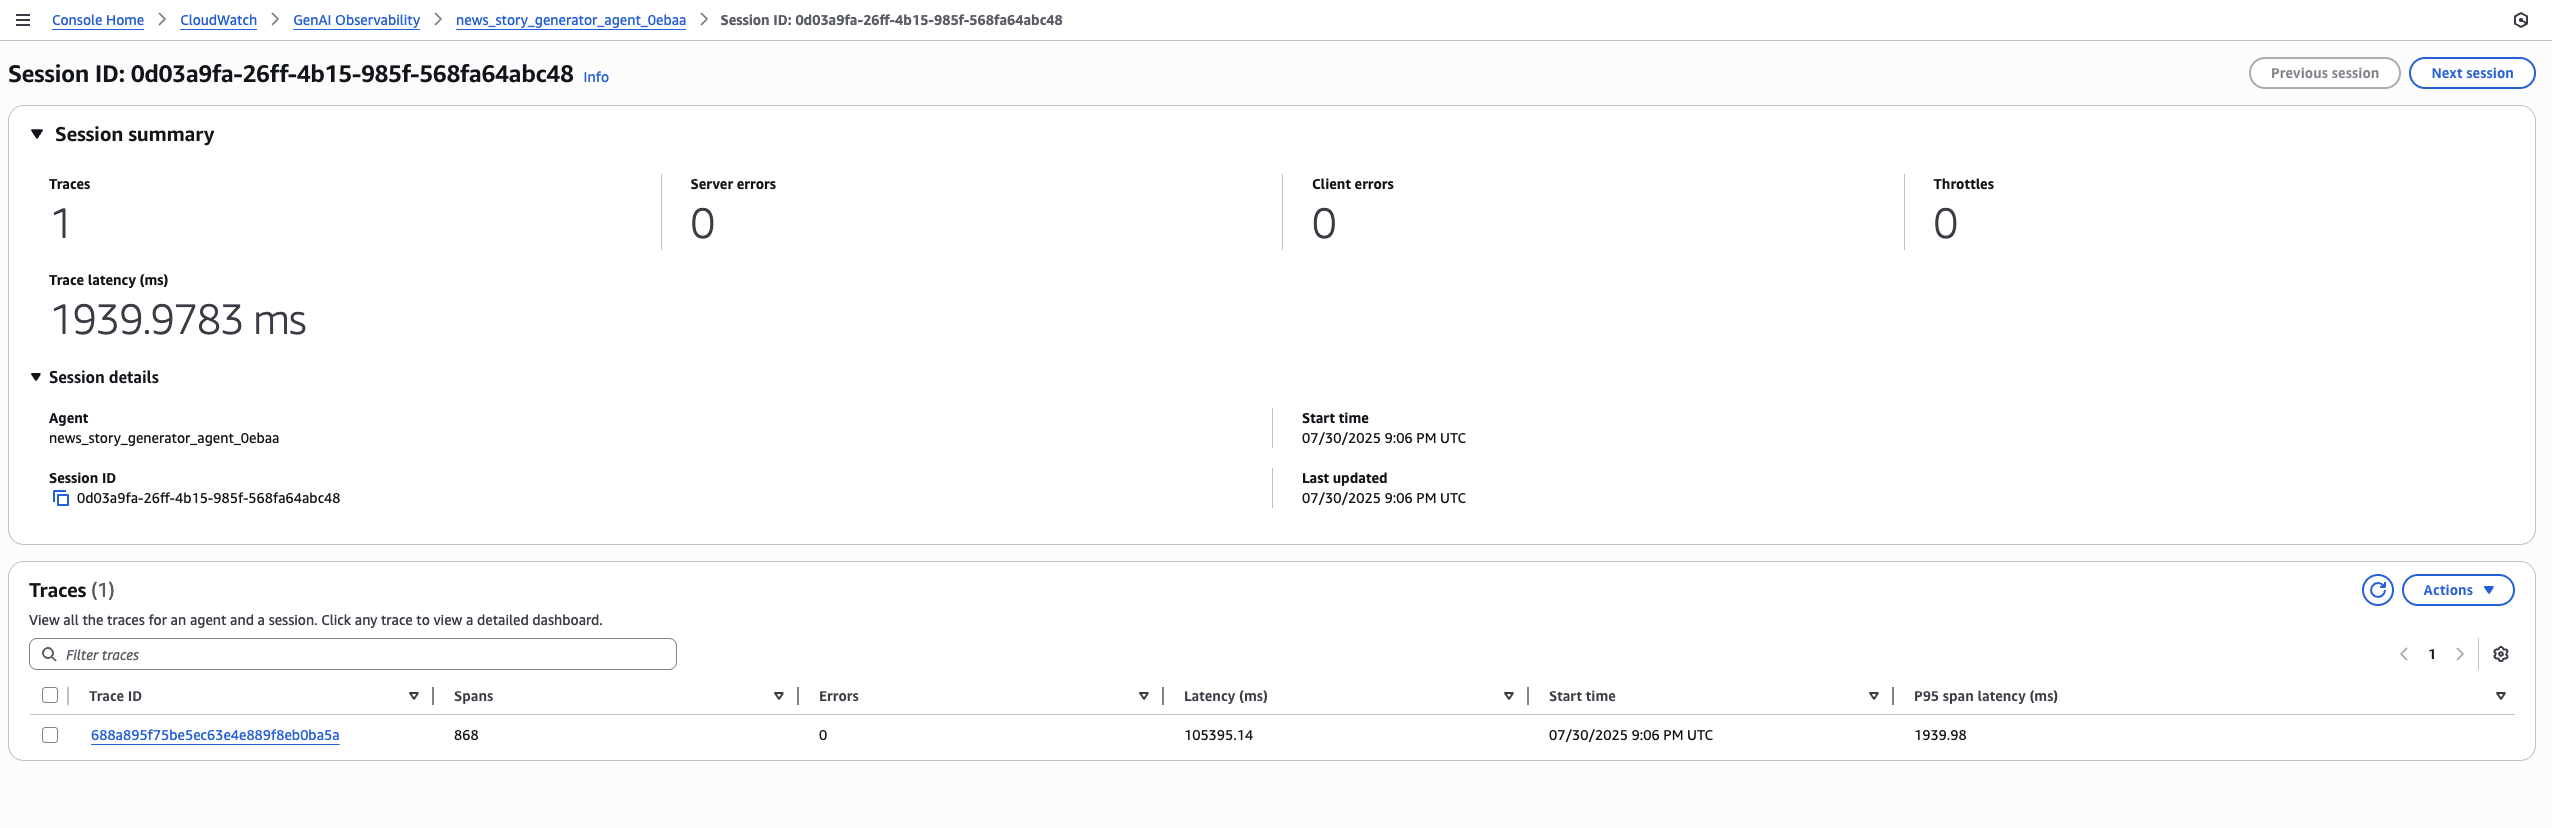 Console Home > CloudWatch > GenAI Observability > news_story_generator_agent_0ebaa > Session ID: 0d03a9fa-26ff-4b15-985f-568fa64abc48
Session ID: 0d03a9fa-26ff-4b15-985f-568fa64abc48 Info
Previous session Next session
Session summary
Traces Server errors Client errors Throttles
1 0 0 0
Trace latency (ms)
1939.9783 ms
Session details
Agent Start time
news_story_generator_agent_0ebaa 07/30/2025 9:06 PM UTC
Session ID Last updated
0d03a9fa-26ff-4b15-985f-568fa64abc48 07/30/2025 9:06 PM UTC
Traces (1)
Actions
View all the traces for an agent and a session. Click any trace to view a detailed dashboard.
Filter traces
1
Trace ID Spans Errors Latency (ms) Start time P95 span latency (ms)
688a895f75be5ec63e4e889f8eb0ba5a 868 0 105395.14 07/30/2025 9:06 PM UTC 1939.98